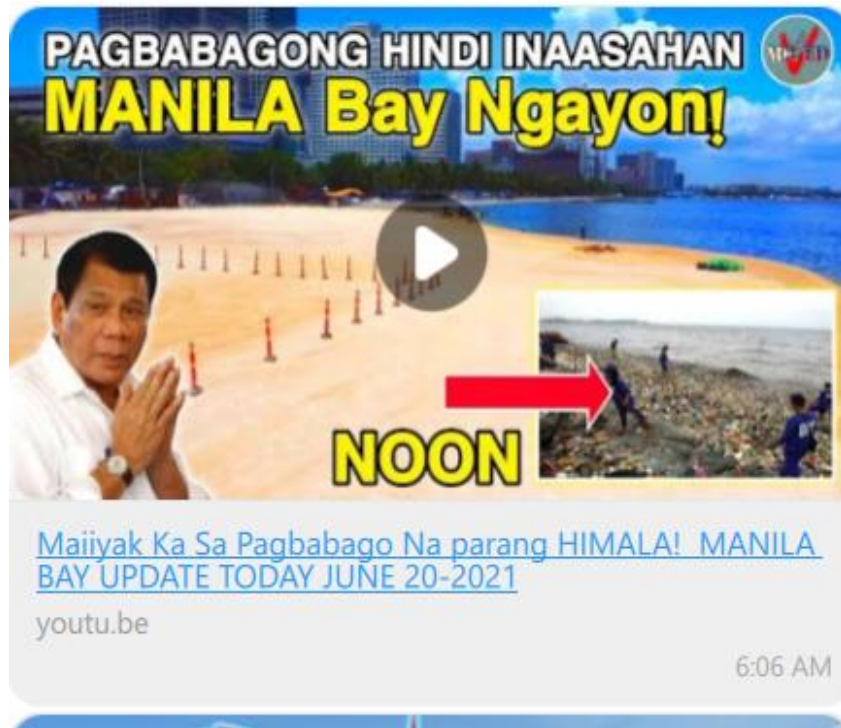 PAGBABAGONG HINDI INAASAHAN
MANILA Bay Ngayon!
NOON
Maiiyak Ka Sa Pagbabago Na parang HIMALA! MANILA
BAY UPDATE TODAY JUNE 20-2021
youtu.be
6:06 AM